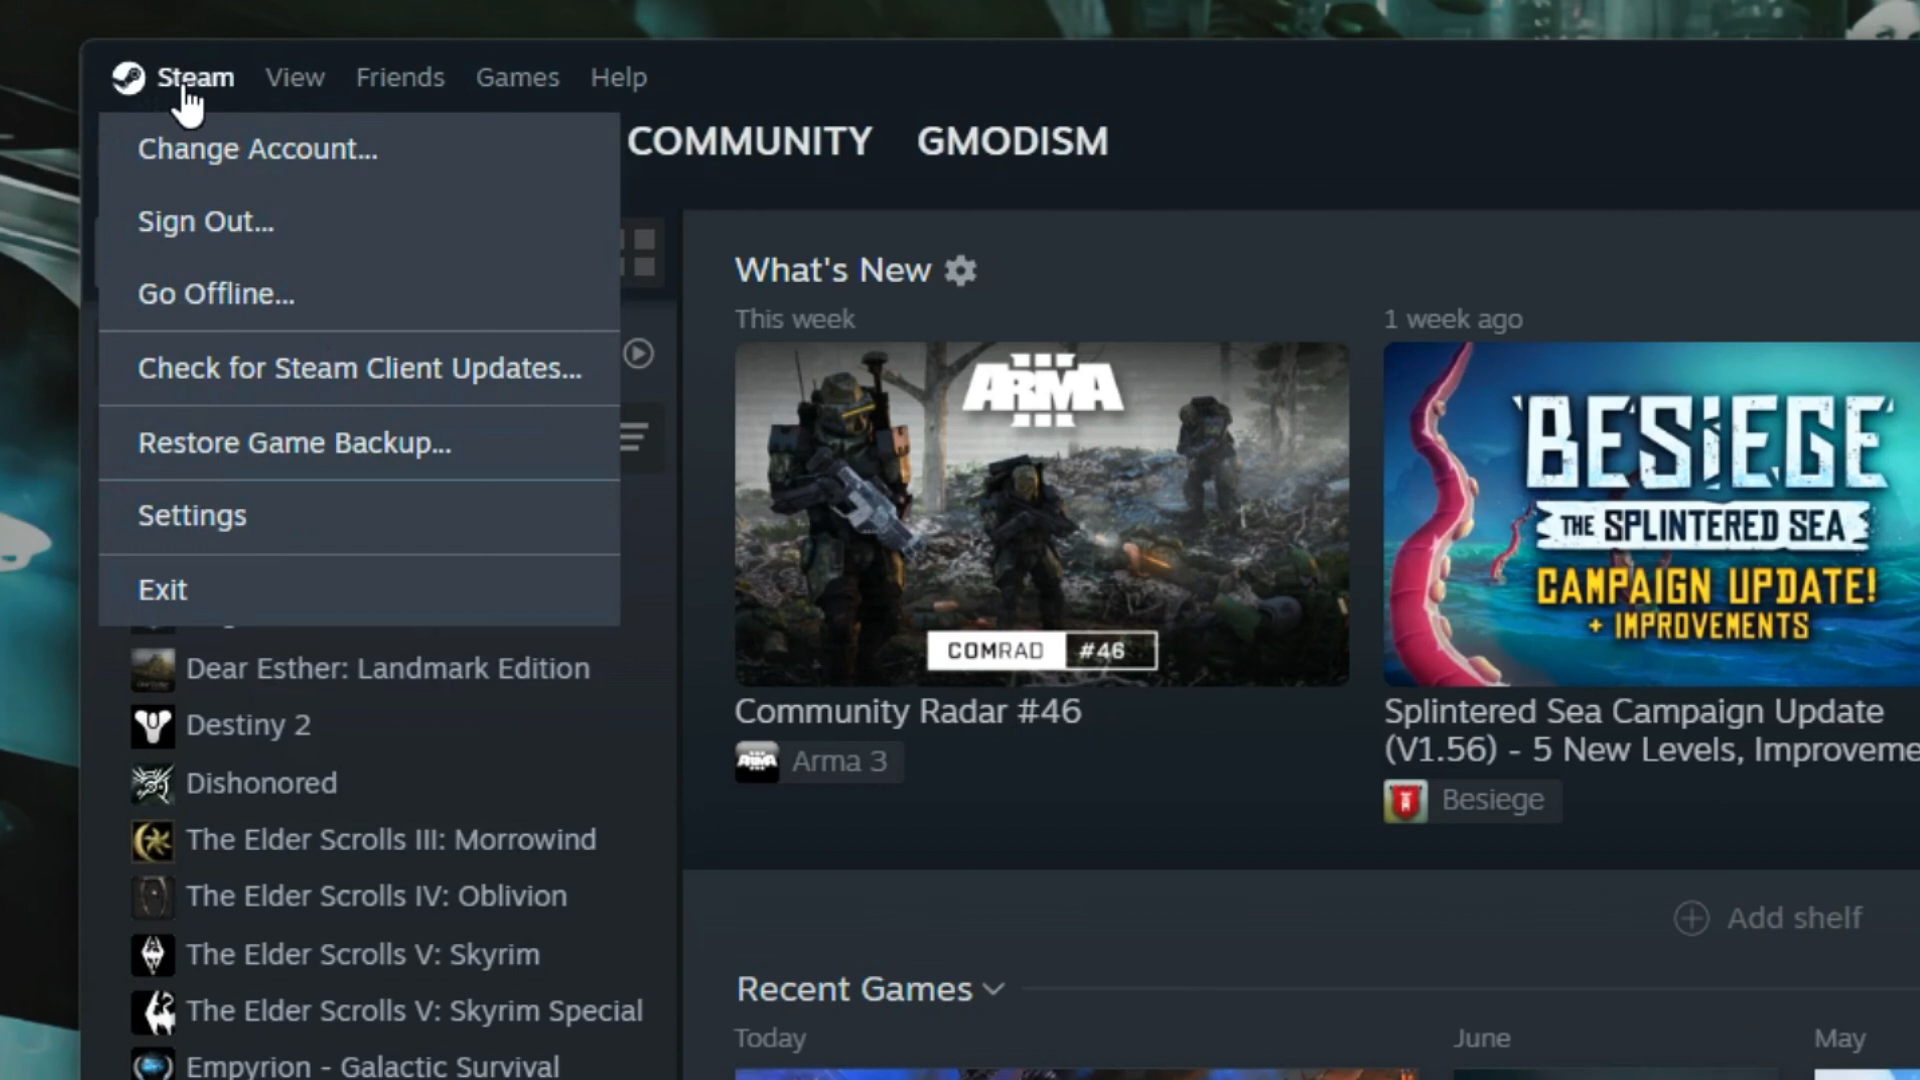 Steam View Friends Games Help
COMMUNITY GMODISM
Change Account...
Sign Out...
Go Offline...
Check for Steam Client Updates...
Restore Game Backup...
Settings
Exit
Dear Esther: Landmark Edition
Destiny 2
Dishonored
The Elder Scrolls III: Morrowind
The Elder Scrolls IV: Oblivion
The Elder Scrolls V: Skyrim
The Elder Scrolls V: Skyrim Special
Empyrion - Galactic Survival
What's New
This week
ARMA
COMRAD #46
Community Radar #46
Arma 3
1 week ago
BESIEGE
THE SPLINTERED SEA
CAMPAIGN UPDATE!
+ IMPROVEMENTS
Splintered Sea Campaign Update
(V1.56) - 5 New Levels, Improveme
Besiege
Add shelf
Recent Games
Today
June
May